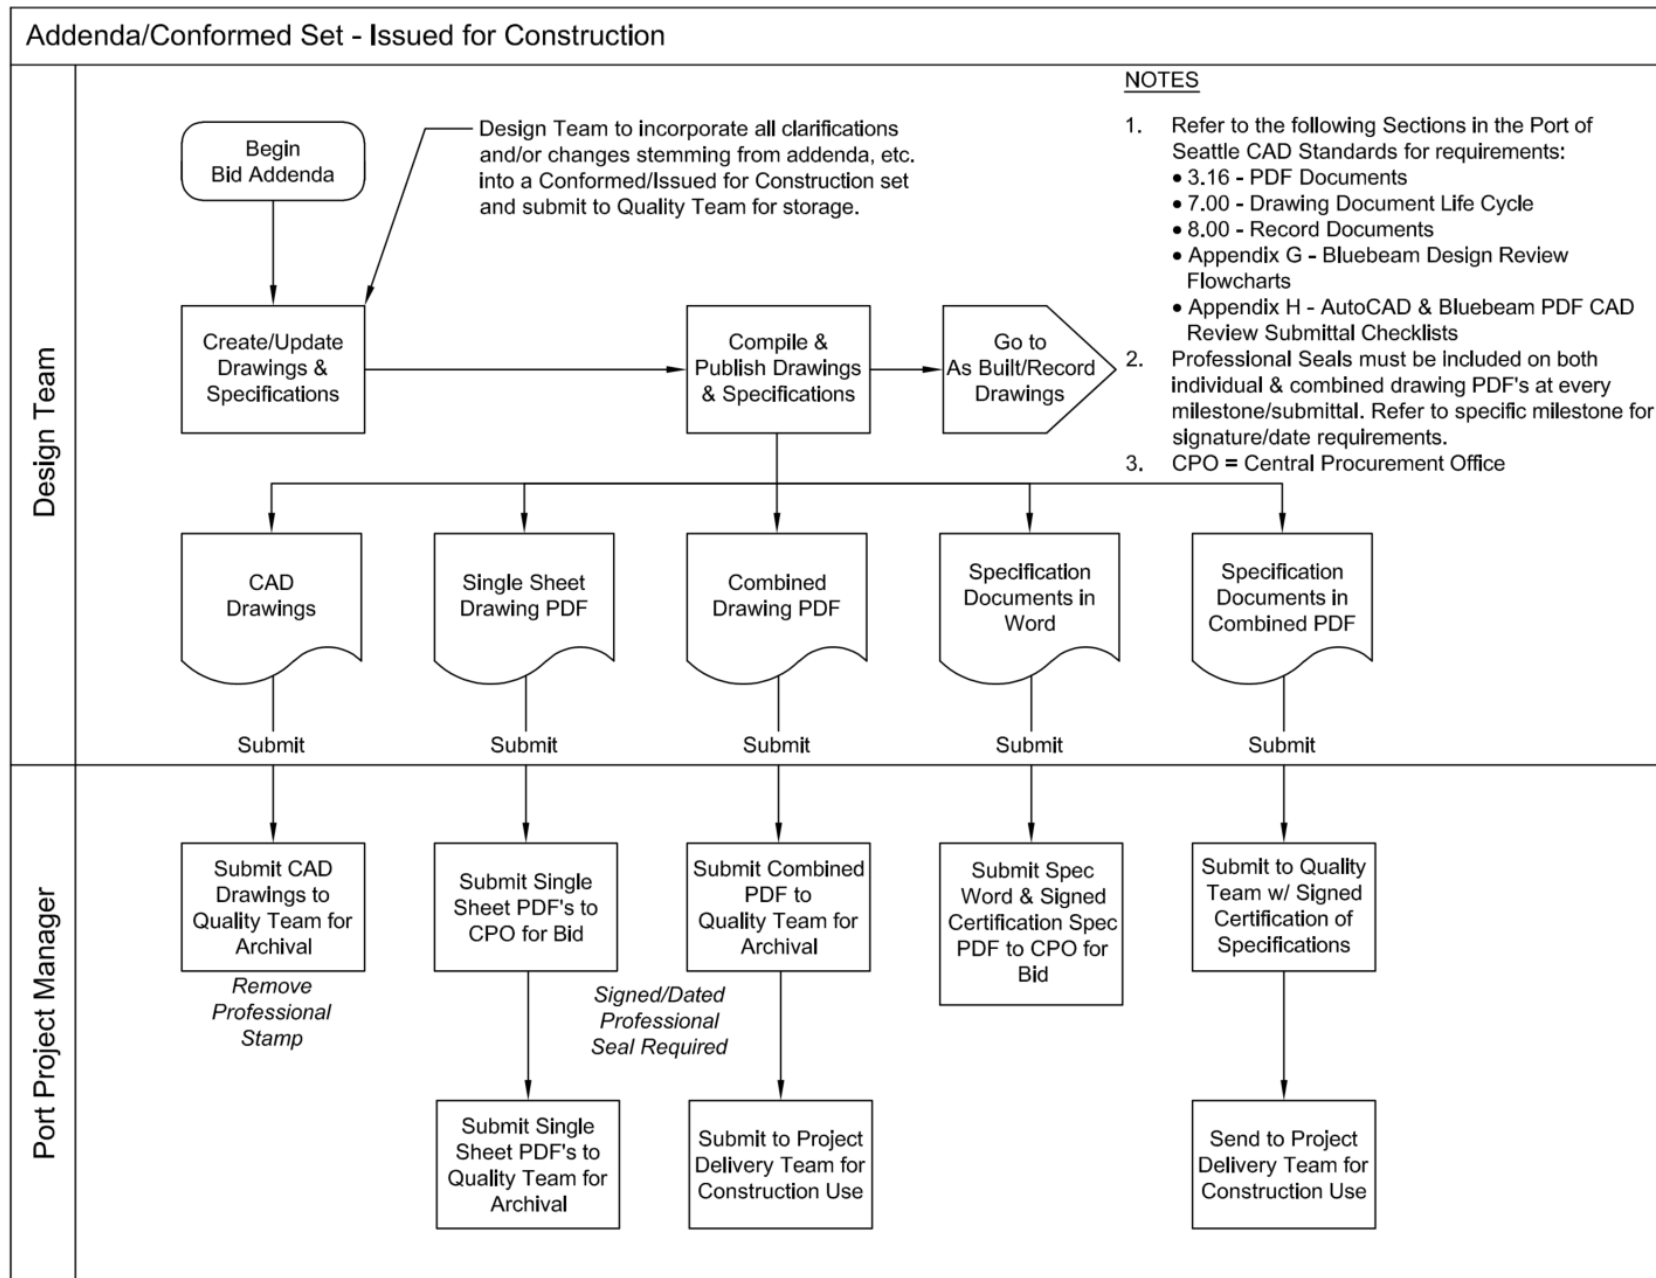 Addenda/Conformed Set - Issued for Construction
Design Team
Begin
Bid Addenda
Design Team to incorporate all clarifications
and/or changes stemming from addenda, etc.
into a Conformed/Issued for Construction set
and submit to Quality Team for storage.
NOTES
1. Refer to the following Sections in the Port of
Seattle CAD Standards for requirements:
• 3.16 - PDF Documents
• 7.00 - Drawing Document Life Cycle
• 8.00 - Record Documents
• Appendix G - Bluebeam Design Review
Flowcharts
• Appendix H - AutoCAD & Bluebeam PDF CAD
Review Submittal Checklists
2. Professional Seals must be included on both
individual & combined drawing PDF's at every
milestone/submittal. Refer to specific milestone for
signature/date requirements.
3. CPO = Central Procurement Office
Create/Update
Drawings &
Specifications
Compile &
Publish Drawings
& Specifications
Go to
As Built/Record
Drawings
CAD
Drawings
Single Sheet
Drawing PDF
Combined
Drawing PDF
Specification
Documents in
Word
Specification
Documents in
Combined PDF
Submit
Submit
Submit
Submit
Submit
Port Project Manager
Submit CAD
Drawings to
Quality Team for
Archival
Remove
Professional
Stamp
Submit Single
Sheet PDF's to
CPO for Bid
Submit Combined
PDF to
Quality Team for
Archival
Signed/Dated
Professional
Seal Required
Submit Spec
Word & Signed
Certification Spec
PDF to CPO for
Bid
Submit to Quality
Team w/ Signed
Certification of
Specifications
Submit Single
Sheet PDF's to
Quality Team for
Archival
Submit to Project
Delivery Team for
Construction Use
Send to Project
Delivery Team for
Construction Use